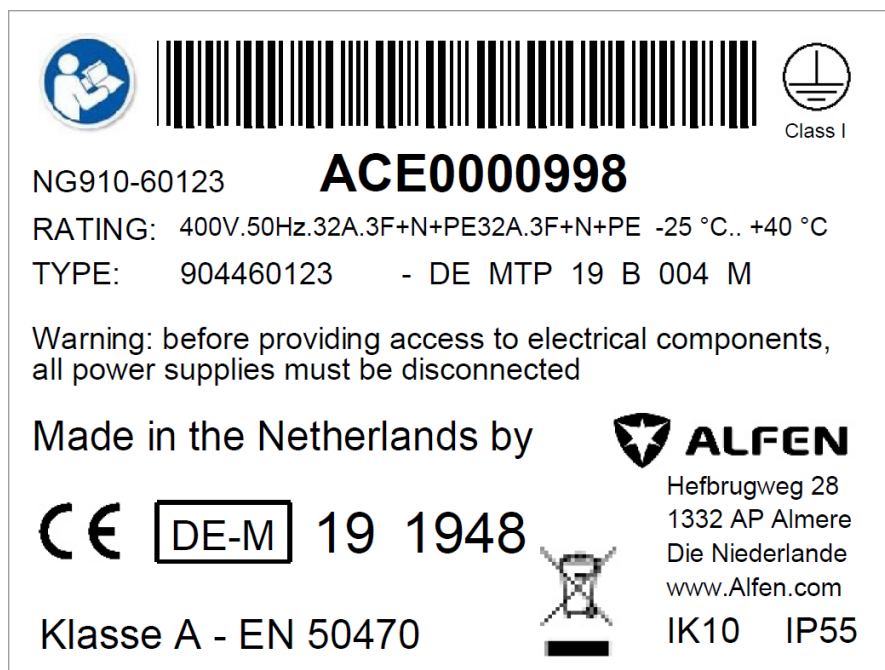 Class I
NG910-60123 ACE0000998
RATING: 400V.50Hz.32A.3F+N+PE32A.3F+N+PE -25 °C.. +40 °C
TYPE: 904460123 - DE MTP 19 B 004 M
Warning: before providing access to electrical components,
all power supplies must be disconnected
Made in the Netherlands by ALFEN
Hefbrugweg 28
1332 AP Almere
Die Niederlande
www.Alfen.com
CE DE-M 19 1948
Klasse A - EN 50470
IK10 IP55